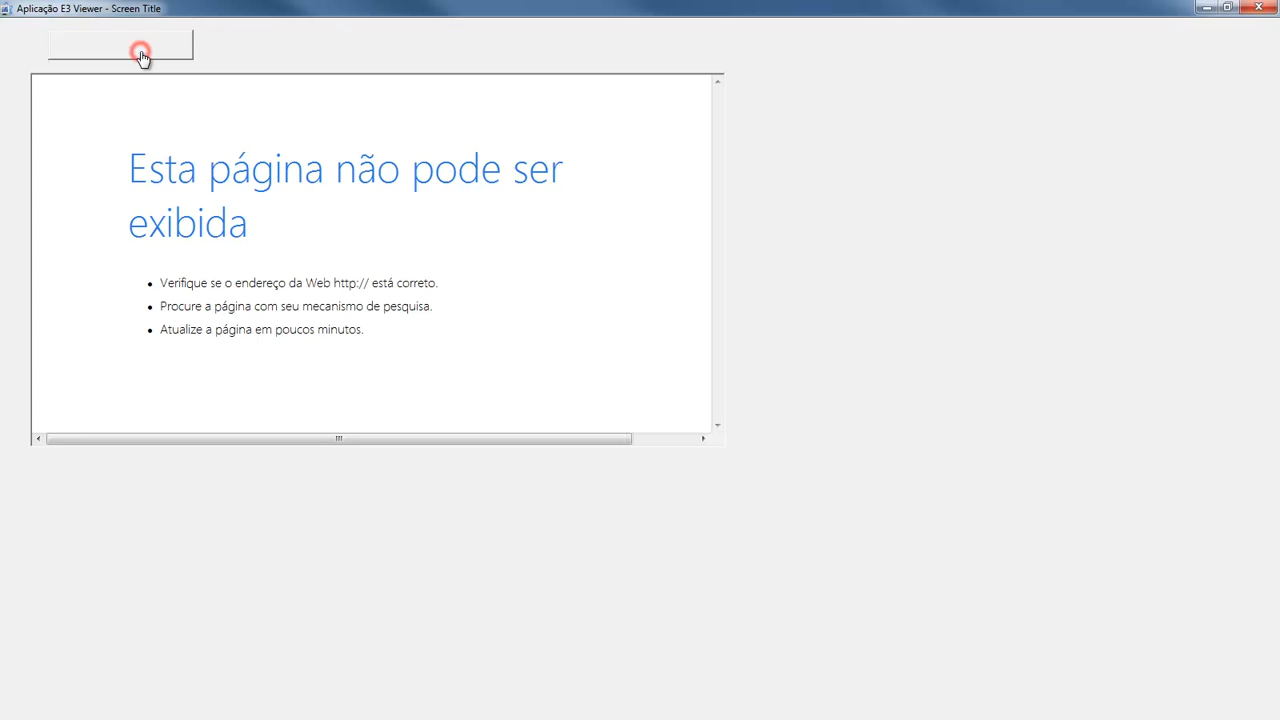 Aplicação E3 Viewer - Screen Title
Esta página não pode ser
exibida
• Verifique se o endereço da Web http:// está correto.
• Procure a página com seu mecanismo de pesquisa.
• Atualize a página em poucos minutos.